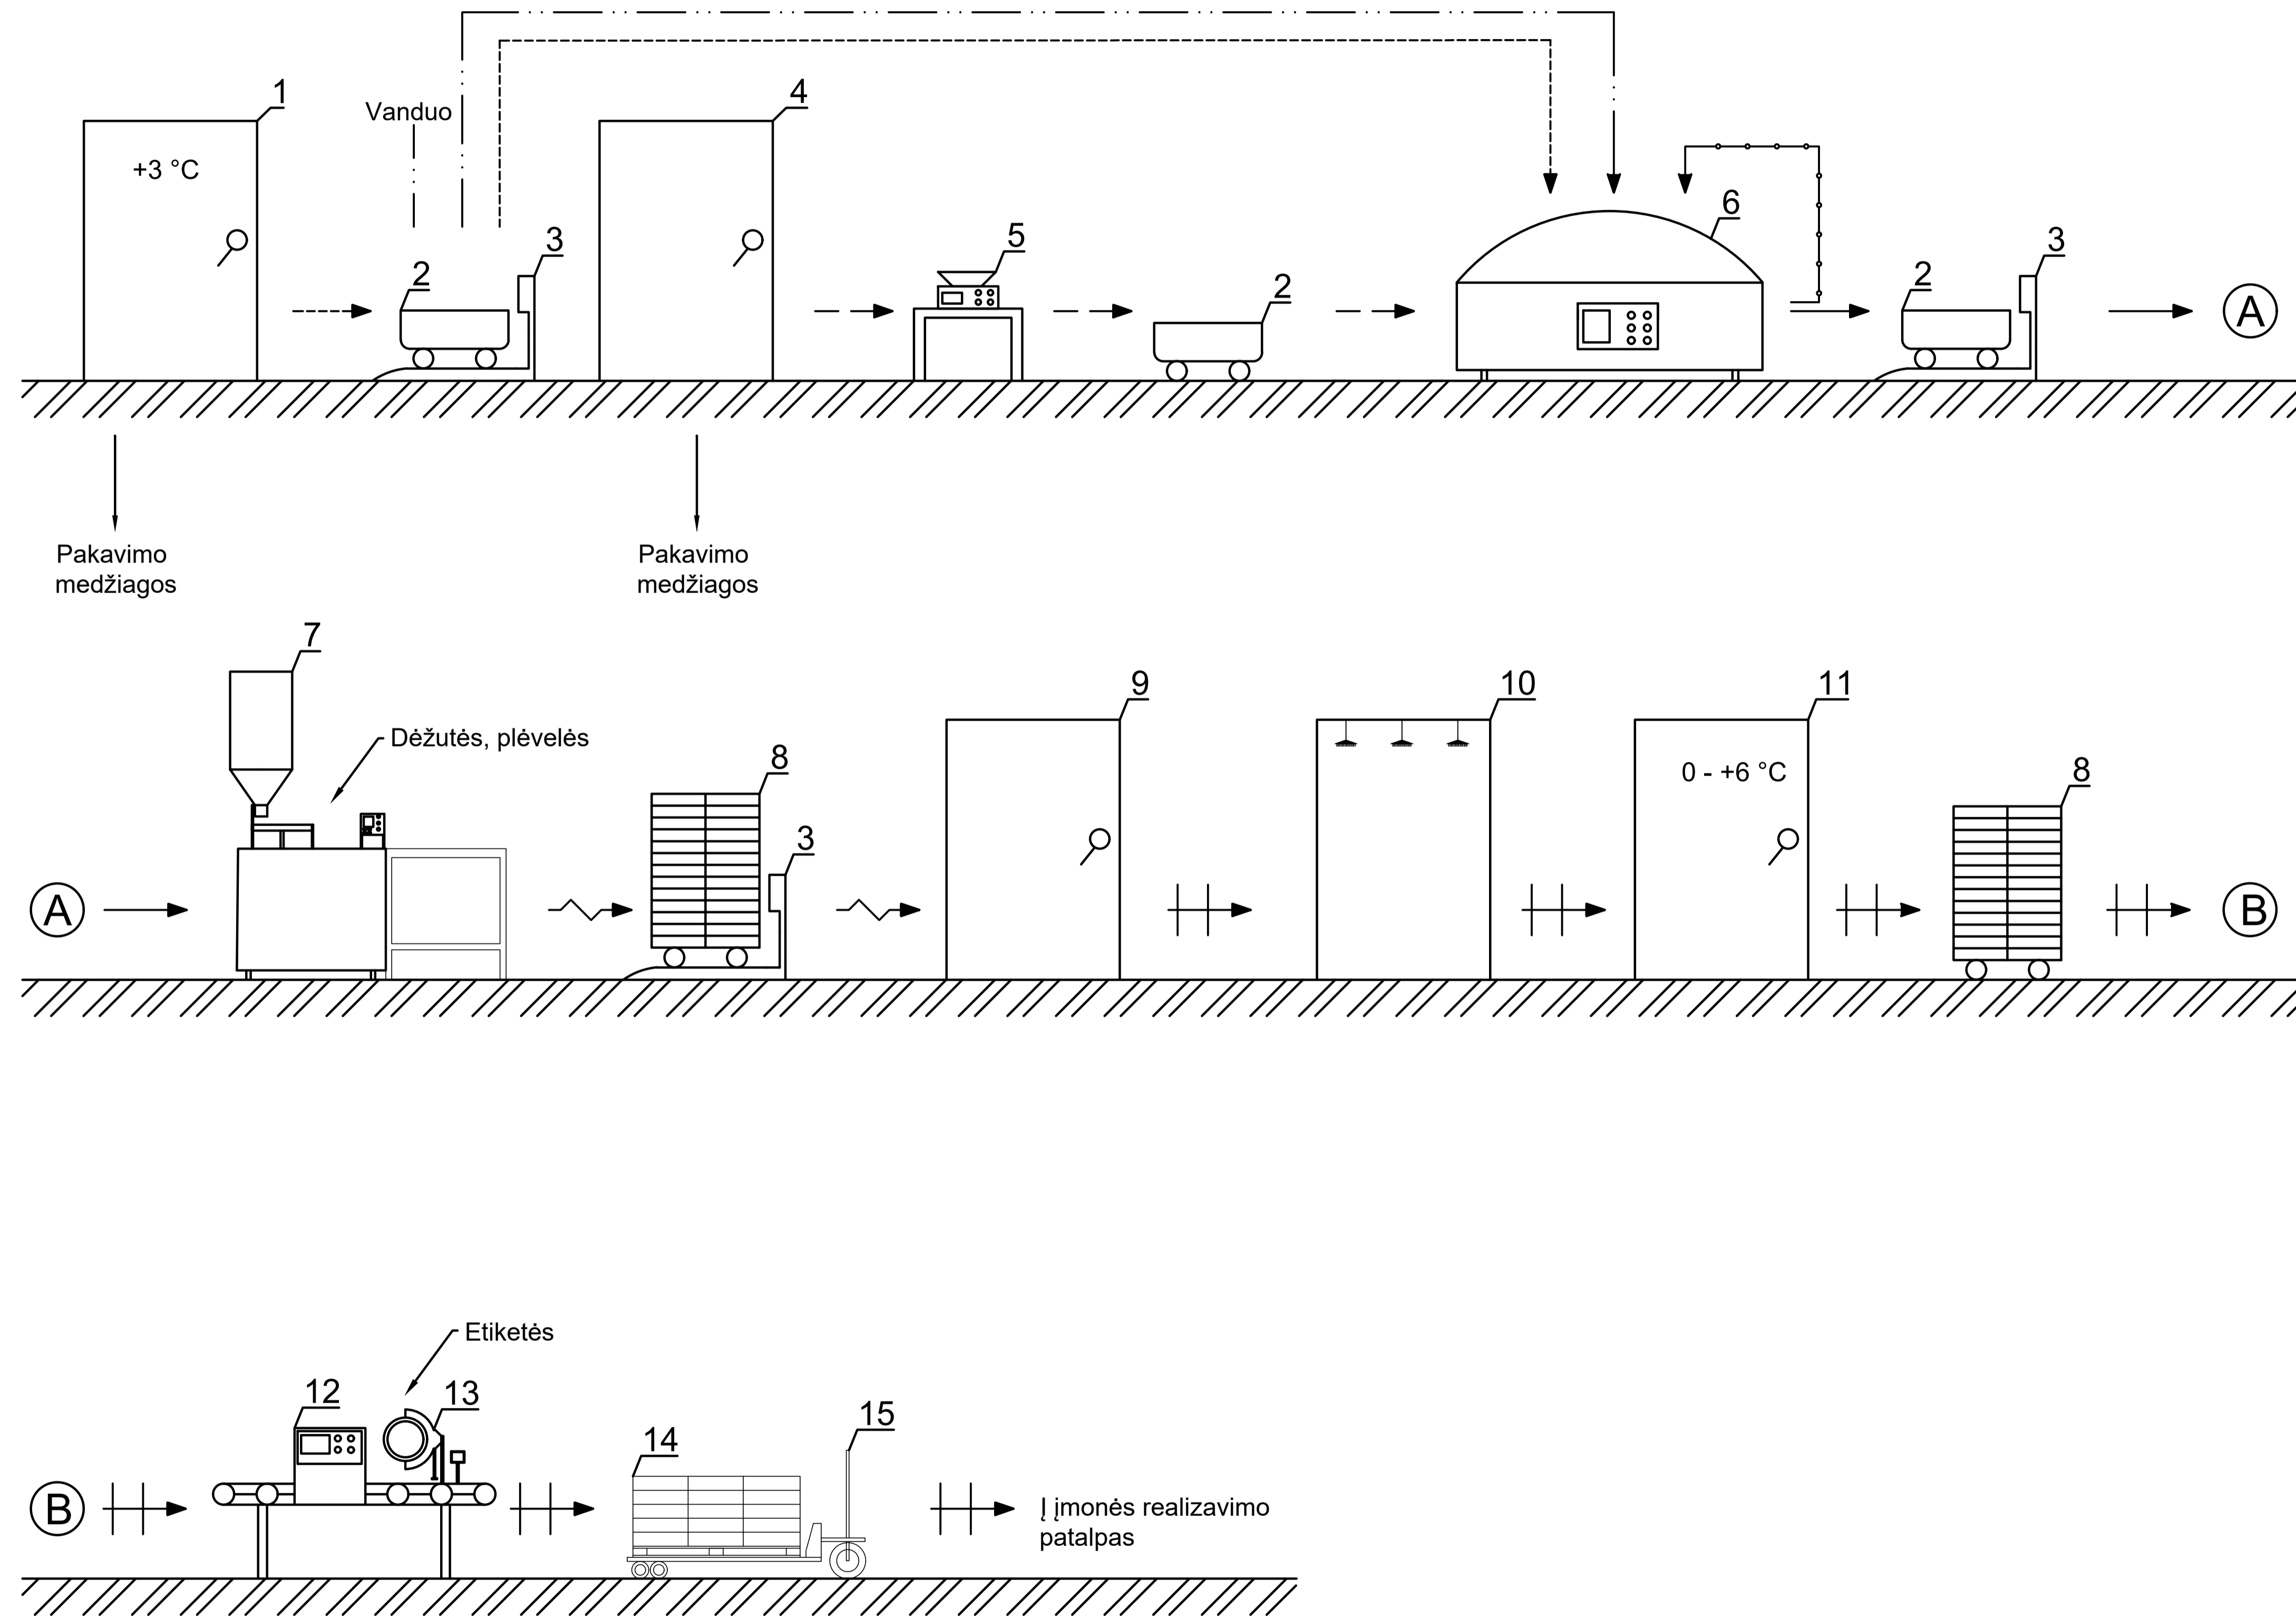 1
Vanduo
4
+3 °C
6
2
3
5
2
2
3
A
Pakavimo
medžiagos
Pakavimo
medžiagos
7
Dėžutės, plėvelės
8
3
9
10
11
0 - +6 °C
8
A
B
Etiketės
12
13
14
15
B
Į įmonės realizavimo
patalpas